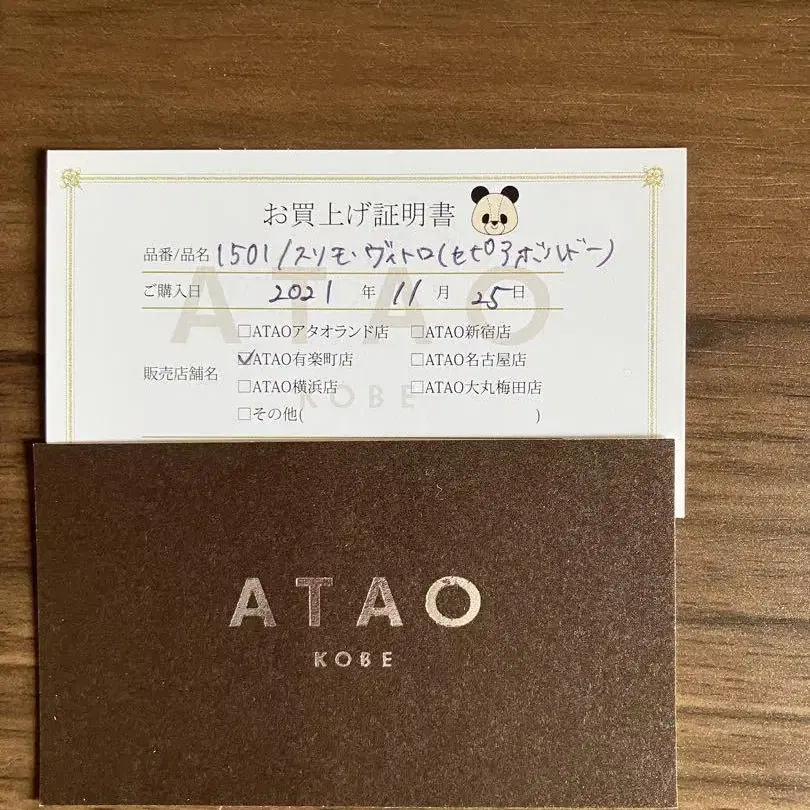 お買上げ証明書
品番/品名 1501/スリモ・ヴィトロ(セピアボルドー)
ご購入日 2021 年 11 月 25 日
販売店舗名
□ATAOアタオランド店 □ATAO新宿店
☑ATAO有楽町店 □ATAO名古屋店
□ATAO横浜店 □ATAO大丸梅田店
□その他( )
ATAO
KOBE
ATAO
KOBE